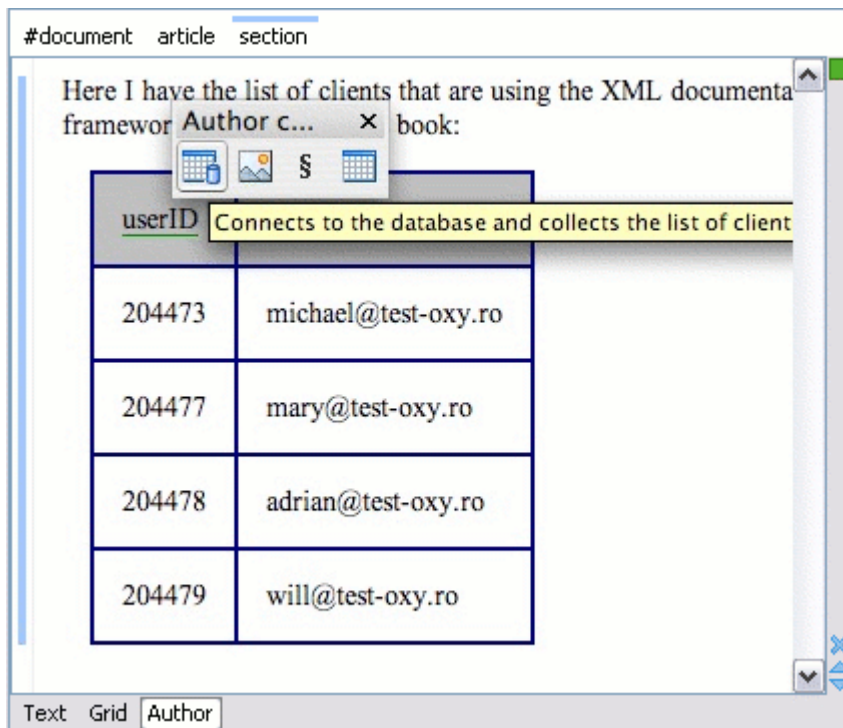 #document article section
Here I have the list of clients that are using the XML documenta
framewor book:
Author c...
§
userID
Connects to the database and collects the list of client
204473 michael@test-oxy.ro
204477 mary@test-oxy.ro
204478 adrian@test-oxy.ro
204479 will@test-oxy.ro
Text Grid Author